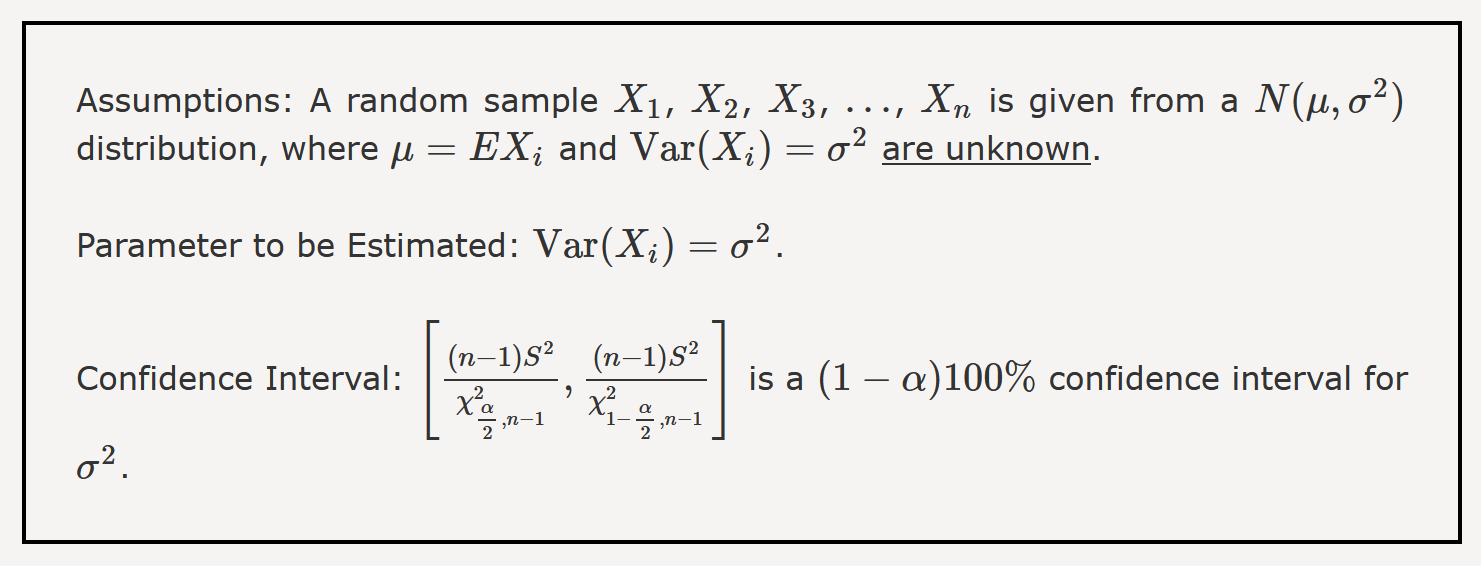 Assumptions: A random sample $X_1$, $X_2$, $X_3$, $\ldots$, $X_n$ is given from a $N(\mu, \sigma^2)$
distribution, where $\mu = EX_i$ and $\mathrm{Var}(X_i) = \sigma^2$ are unknown.
Parameter to be Estimated: $\mathrm{Var}(X_i) = \sigma^2$.
Confidence Interval: $\left[\frac{(n-1)S^2}{\chi^2_{\frac{\alpha}{2},n-1}}, \frac{(n-1)S^2}{\chi^2_{1-\frac{\alpha}{2},n-1}}\right]$ is a $(1-\alpha)100\%$ confidence interval for
$\sigma^2$.